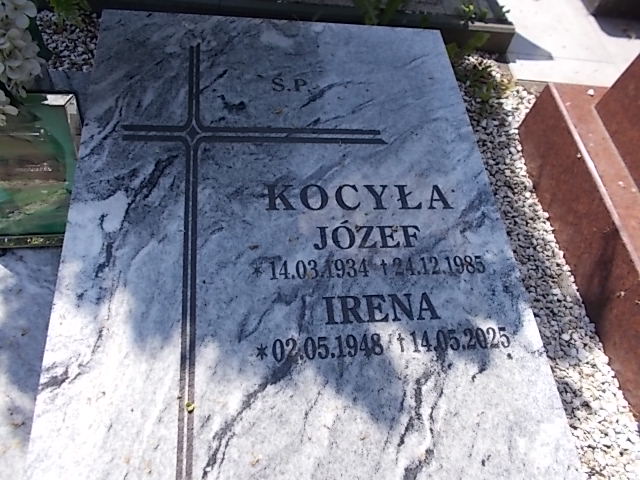 Ś.P.
KOCYŁA
JÓZEF
*14.03.1934 †24.12.1985
IRENA
*02.05.1948 †14.05.2025